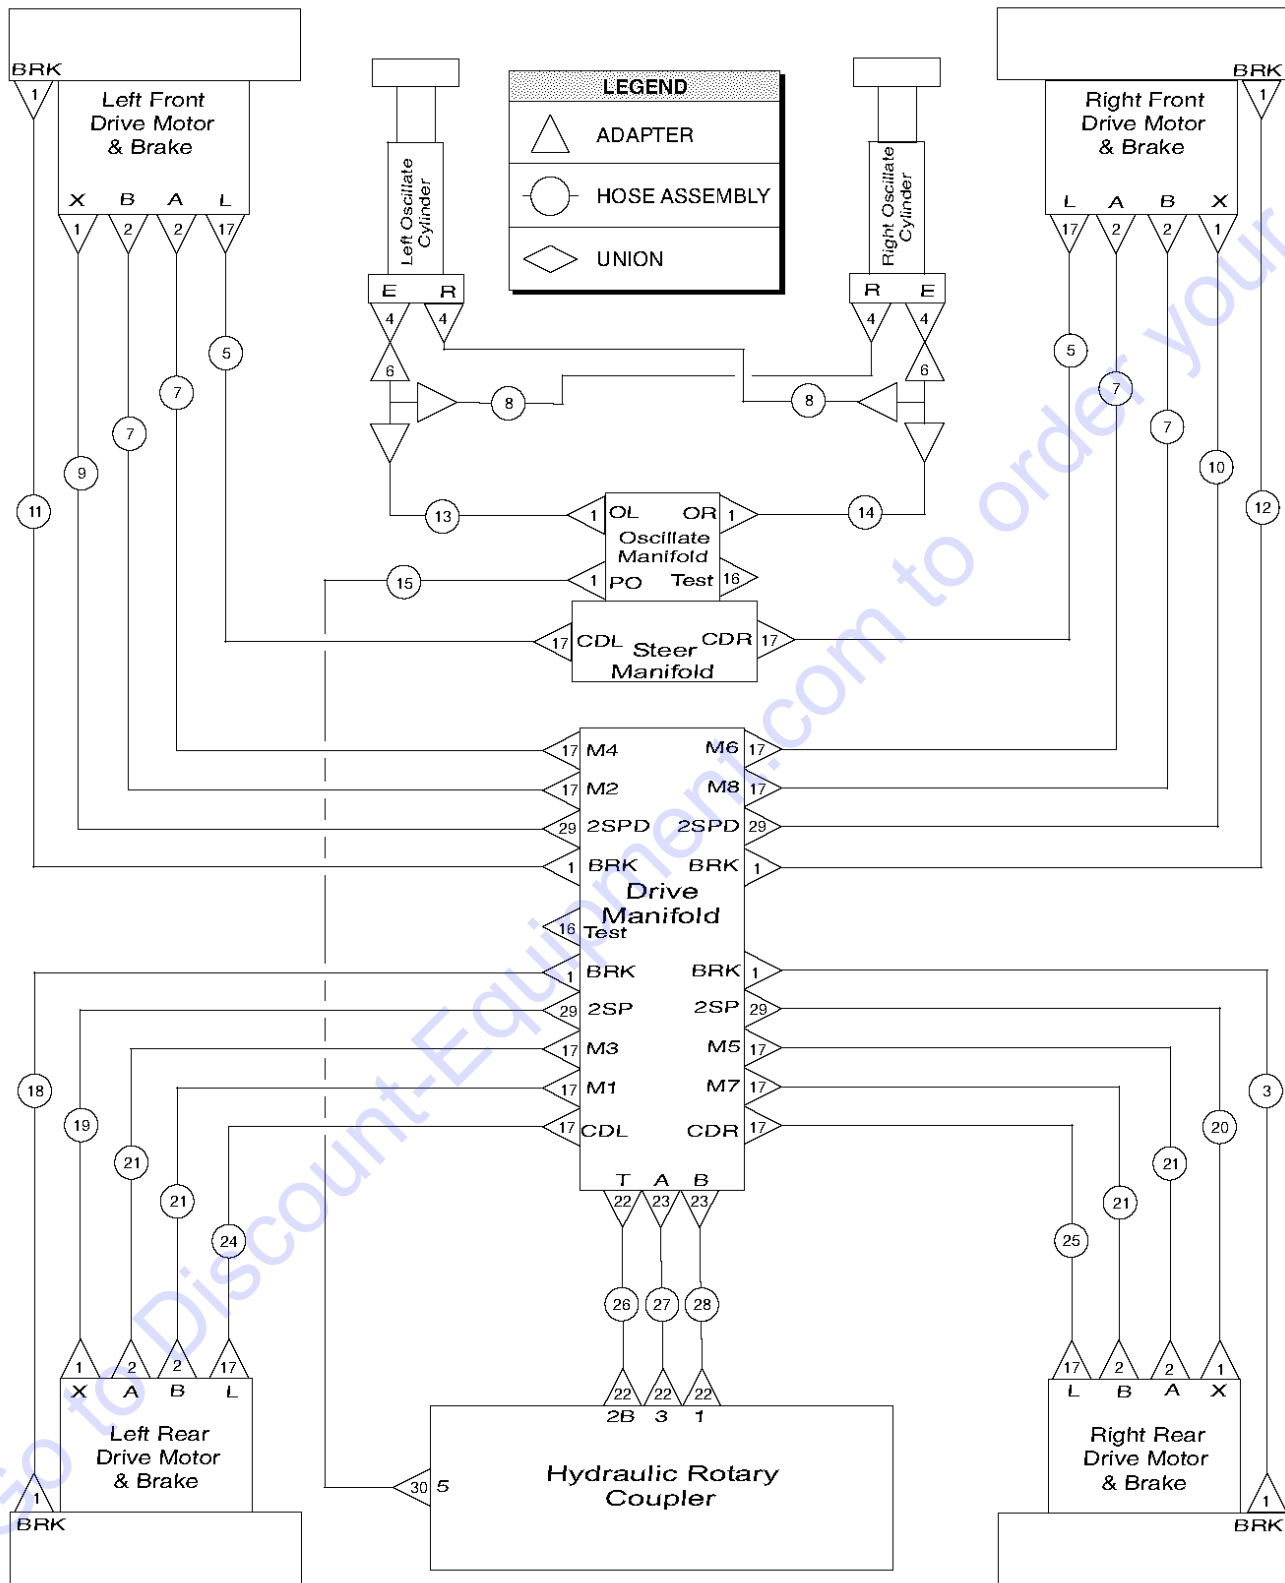 BRK
1
Left Front
Drive Motor
& Brake
X B A L
1 2 2 17
Left Oscillate
Cylinder
E R
4 4
6
LEGEND
ADAPTER
HOSE ASSEMBLY
UNION
Right Oscillate
Cylinder
R E
4 4
6
BRK
1
Right Front
Drive Motor
& Brake
L A B X
17 2 2 1
5
7
7
9
11
8
8
5
7
7
10
12
13
14
15
1 OL OR 1
Oscillate
Manifold
1 PO Test 16
17 CDL CDR 17
Steer
Manifold
17 M4 M6 17
17 M2 M8 17
29 2SPD 2SPD 29
1 BRK BRK 1
Drive
Manifold
16 Test
1 BRK BRK 1
29 2SP 2SP 29
17 M3 M5 17
17 M1 M7 17
17 CDL CDR 17
T A B
22 23 23
18
19
21
21
24
26 27 28
3
20
21
21
25
22 22 22
2B 3 1
30 5
Hydraulic Rotary
Coupler
1 2 2 17
X A B L
Left Rear
Drive Motor
& Brake
1
BRK
17 2 2 1
L B A X
Right Rear
Drive Motor
& Brake
1
BRK
Go to Discount-Equipment.com to order your